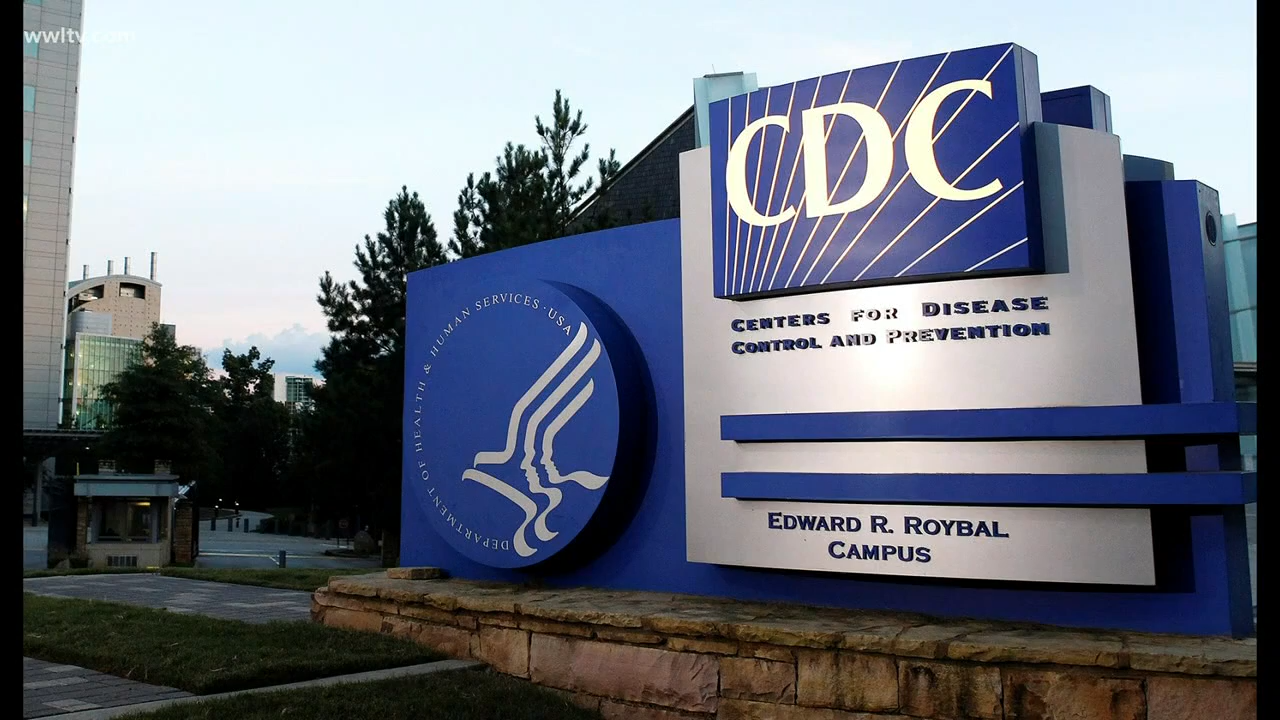 wwltv.com
CDC
CENTERS FOR DISEASE
CONTROL AND PREVENTION
DEPARTMENT OF HEALTH & HUMAN SERVICES · USA
EDWARD R. ROYBAL
CAMPUS